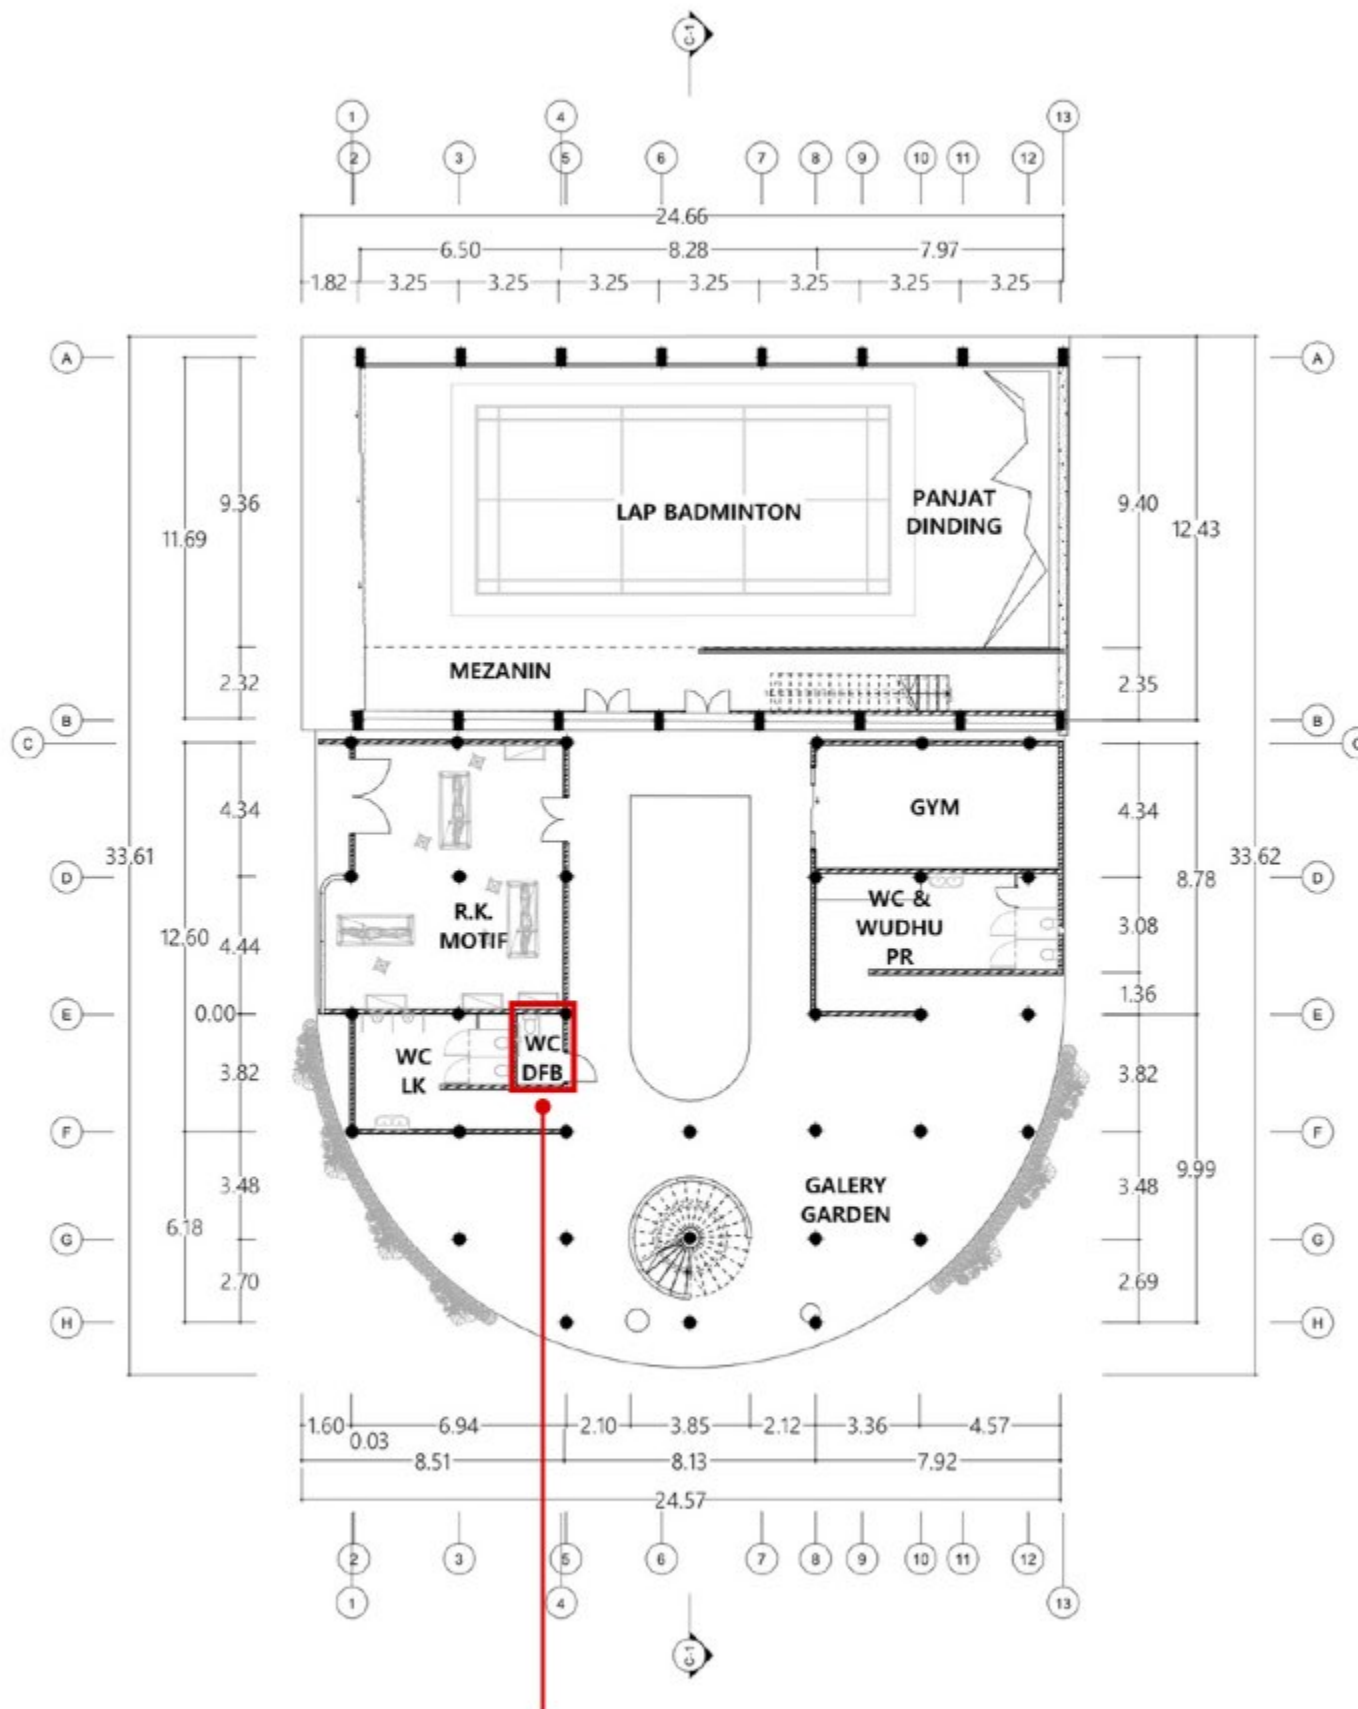 C-1
1
4
13
2
3
5
6
7
8
9
10
11
12
24.66
6.50
8.28
7.97
1.82
3.25
3.25
3.25
3.25
3.25
3.25
3.25
A
A
9.36
9.40
11.69
12.43
LAP BADMINTON
PANJAT
DINDING
MEZANIN
2.32
2.35
B
B
C
C
4.34
GYM
4.34
33.61
33.62
D
D
8.78
R.K.
MOTIF
WC &
WUDHU
PR
12.60
4.44
3.08
1.36
0.00
E
E
WC
LK
WC
DFB
3.82
3.82
F
F
9.99
GALERY
GARDEN
3.48
3.48
6.18
G
G
2.70
2.69
H
H
1.60
6.94
2.10
3.85
2.12
3.36
4.57
0.03
8.51
8.13
7.92
24.57
2
3
5
6
7
8
9
10
11
12
1
4
13
C-1